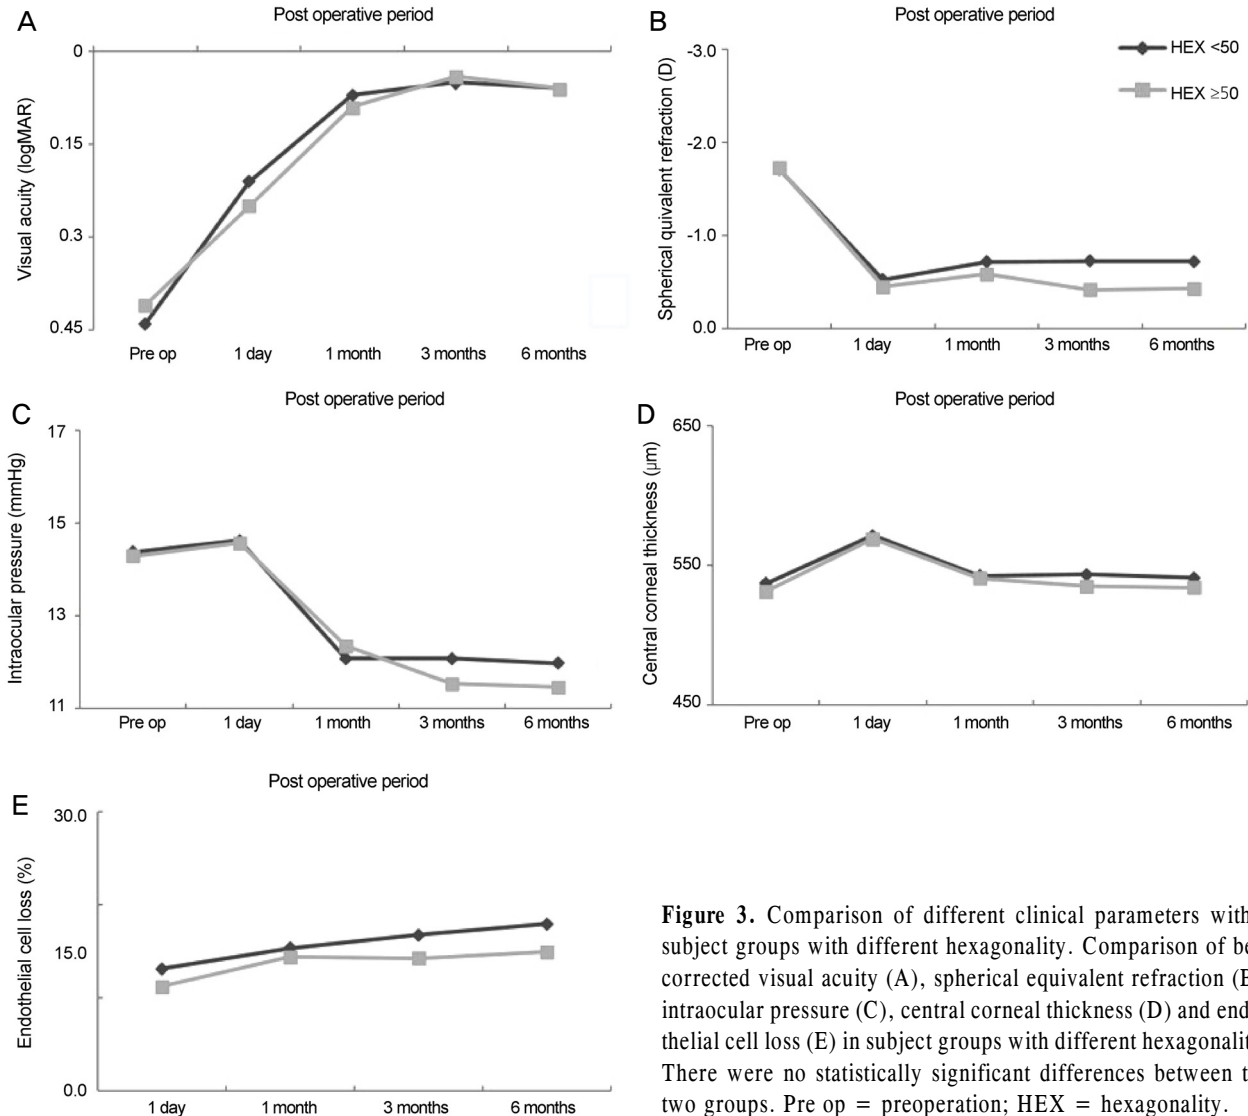 A
Post operative period
0
0.15
0.3
0.45
Visual acuity (logMAR)
Pre op 1 day 1 month 3 months 6 months
B
Post operative period
-3.0
-2.0
-1.0
0.0
Spherical quivalent refraction (D)
HEX <50
HEX ≥50
Pre op 1 day 1 month 3 months 6 months
C
Post operative period
17
15
13
11
Intraocular pressure (mmHg)
Pre op 1 day 1 month 3 months 6 months
D
Post operative period
650
550
450
Central corneal thickness (μm)
Pre op 1 day 1 month 3 months 6 months
E
Post operative period
30.0
15.0
0.0
Endothelial cell loss (%)
1 day 1 month 3 months 6 months
Figure 3. Comparison of different clinical parameters with
subject groups with different hexagonality. Comparison of be
corrected visual acuity (A), spherical equivalent refraction (B
intraocular pressure (C), central corneal thickness (D) and end
thelial cell loss (E) in subject groups with different hexagonalit
There were no statistically significant differences between t
two groups. Pre op = preoperation; HEX = hexagonality.